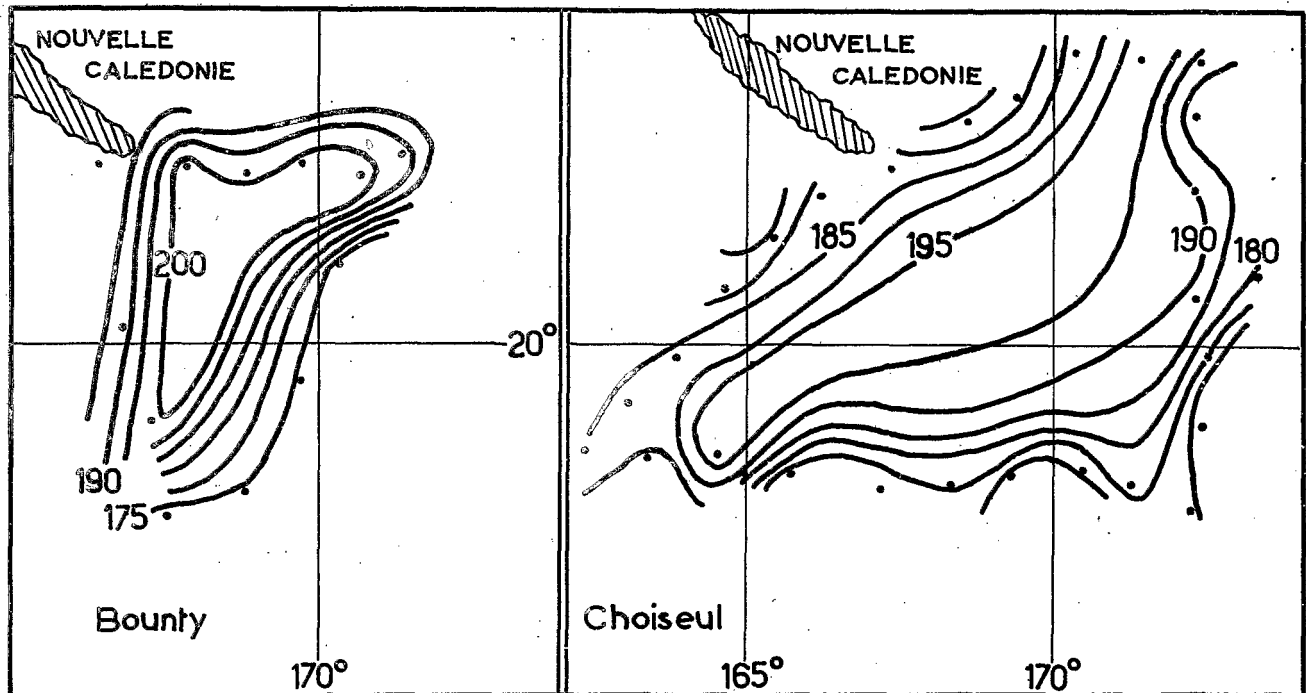 NOUVELLE
CALEDONIE
200
190
175
20°
Bounty
170°
NOUVELLE
CALEDONIE
185
195
190
180
Choiseul
165°
170°